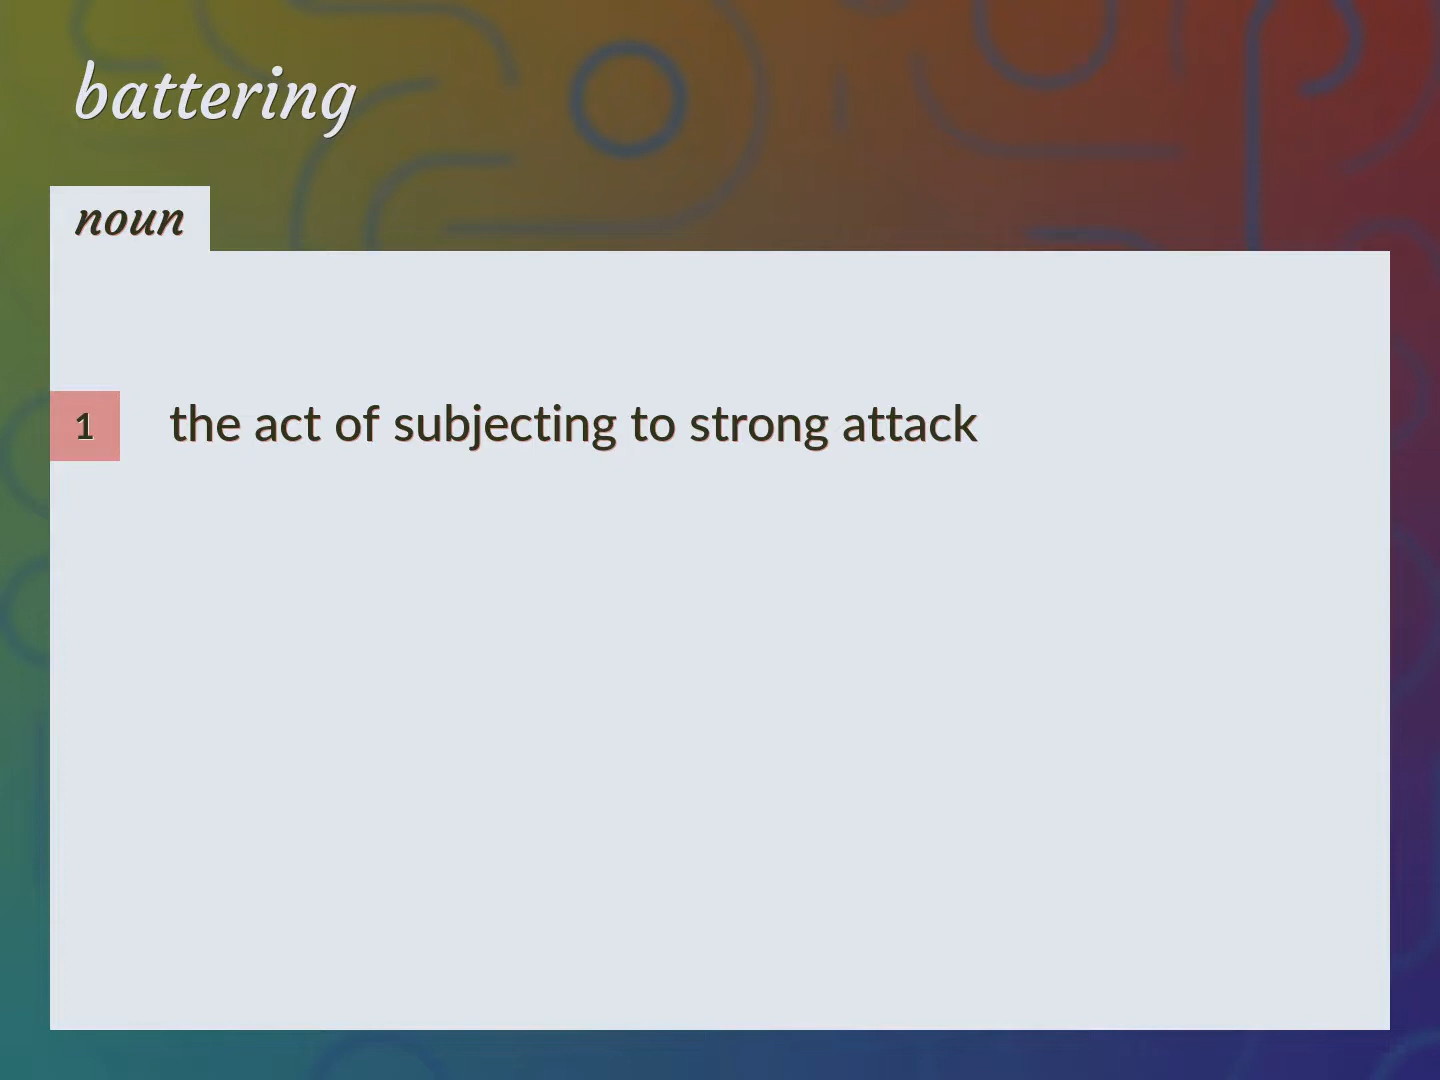 battering
noun
1 the act of subjecting to strong attack